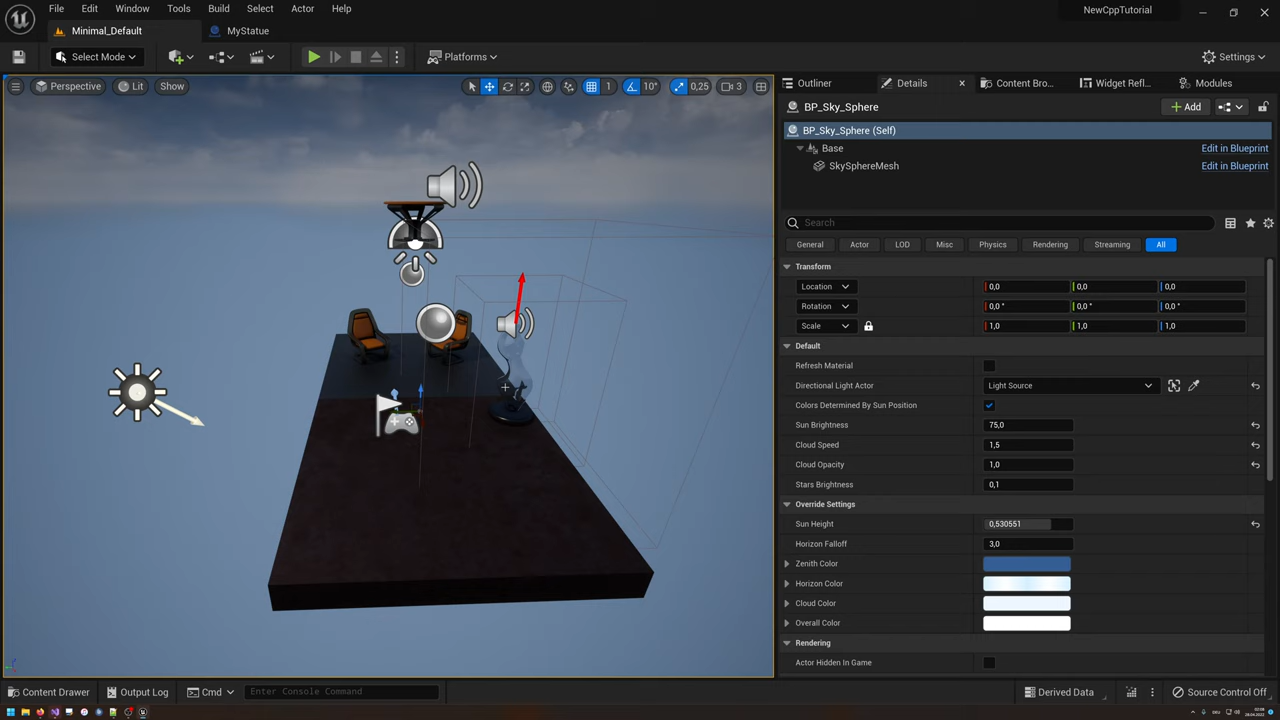 File Edit Window Tools Build Select Actor Help NewCppTutorial
Minimal_Default MyStatue
Select Mode Platforms Settings
Perspective Lit Show 1 10° 0,25 3
Outliner Details Content Bro... Widget Refl... Modules
BP_Sky_Sphere Add
BP_Sky_Sphere (Self)
Base Edit in Blueprint
SkySphereMesh Edit in Blueprint
Search
General Actor LOD Misc Physics Rendering Streaming All
Transform
Location 0,0 0,0 0,0
Rotation 0,0 ° 0,0 ° 0,0 °
Scale 1,0 1,0 1,0
Default
Refresh Material
Directional Light Actor Light Source
Colors Determined By Sun Position
Sun Brightness 75,0
Cloud Speed 1,5
Cloud Opacity 1,0
Stars Brightness 0,1
Override Settings
Sun Height 0,530551
Horizon Falloff 3,0
Zenith Color
Horizon Color
Cloud Color
Overall Color
Rendering
Actor Hidden In Game
Content Drawer Output Log Cmd Enter Console Command Derived Data Source Control Off